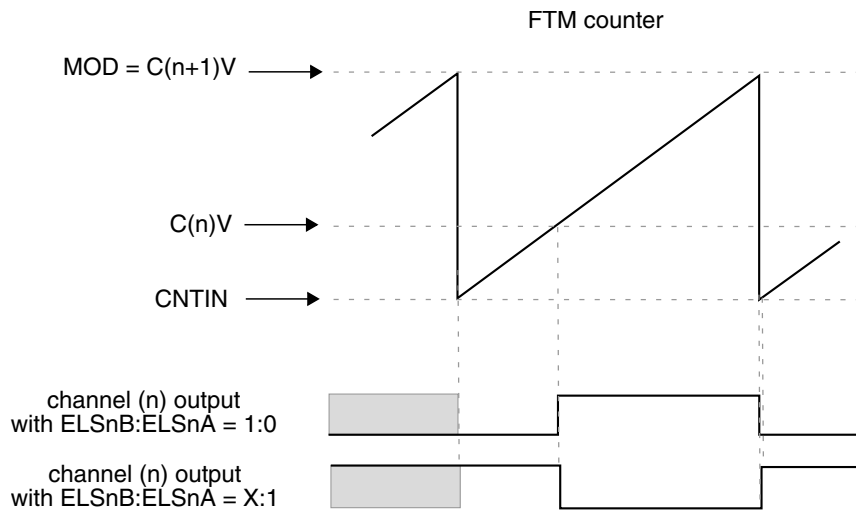 FTM counter
MOD = C(n+1)V
C(n)V
CNTIN
channel (n) output
with ELSnB:ELSnA = 1:0
channel (n) output
with ELSnB:ELSnA = X:1